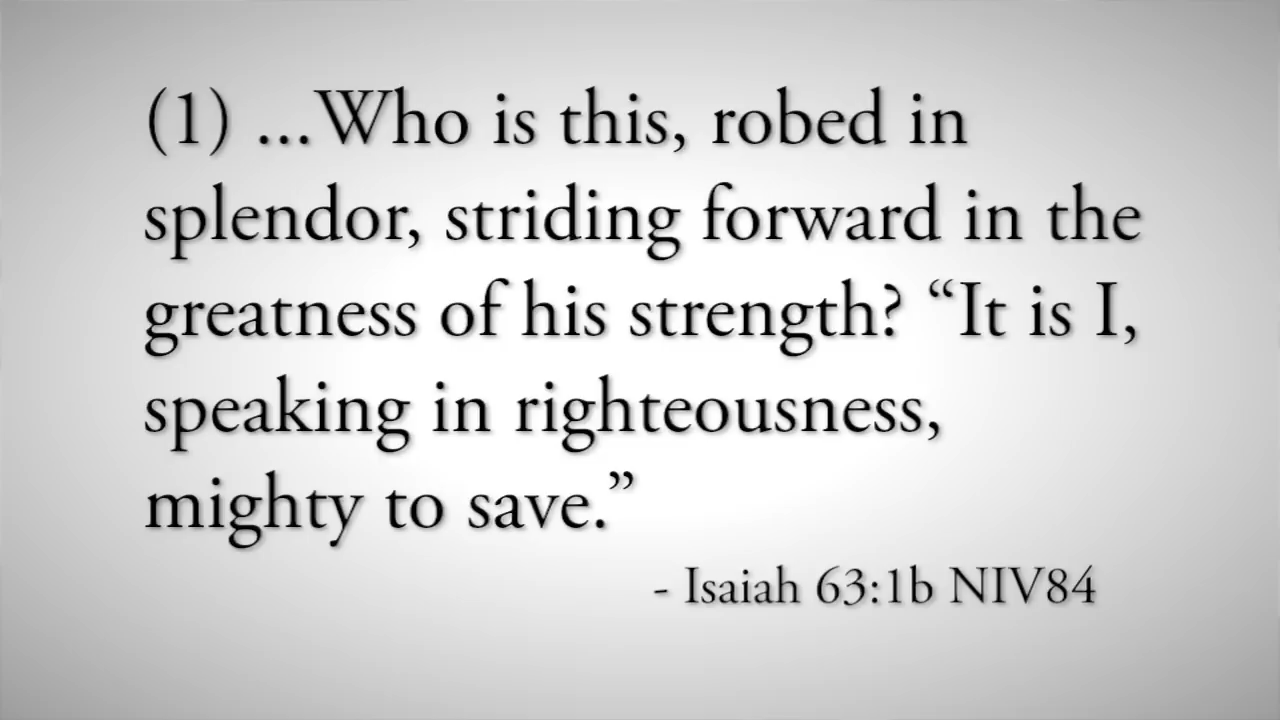 (1) ...Who is this, robed in
splendor, striding forward in the
greatness of his strength? “It is I,
speaking in righteousness,
mighty to save.”
- Isaiah 63:1b NIV84